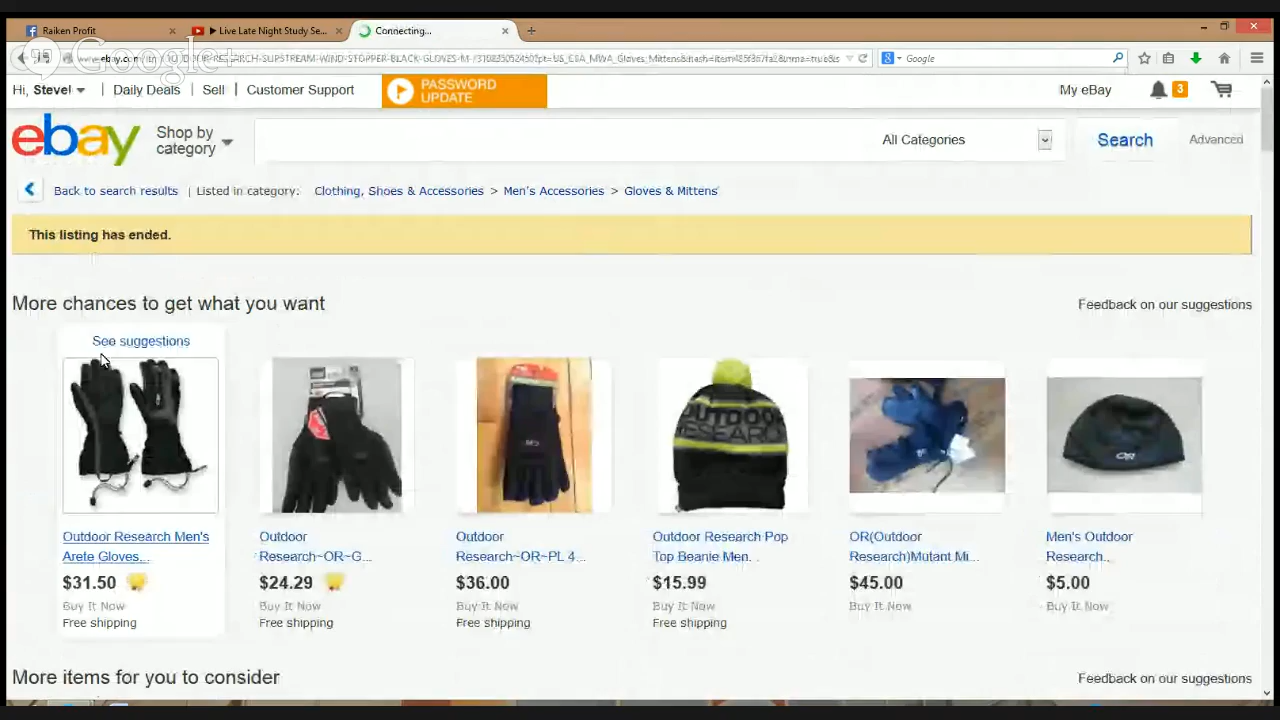 Raiken Profit
Live Late Night Study Se...
Connecting...
Google+
Google
Hi, Steve!
Daily Deals
Sell
Customer Support
PASSWORD
UPDATE
My eBay
3
ebay
Shop by
category
All Categories
Search
Advanced
Back to search results
Listed in category:
Clothing, Shoes & Accessories > Men's Accessories > Gloves & Mittens
This listing has ended.
More chances to get what you want
Feedback on our suggestions
See suggestions
OUTDOOR
RESEARCH
OR
Outdoor Research Men's
Arete Gloves...
$31.50
Buy It Now
Free shipping
Outdoor
Research~OR~G...
$24.29
Buy It Now
Free shipping
Outdoor
Research~OR~PL 4...
$36.00
Buy It Now
Free shipping
Outdoor Research Pop
Top Beanie Men.
$15.99
Buy It Now
Free shipping
OR(Outdoor
Research)Mutant Mi...
$45.00
Buy It Now
Men's Outdoor
Research..
$5.00
Buy It Now
More items for you to consider
Feedback on our suggestions